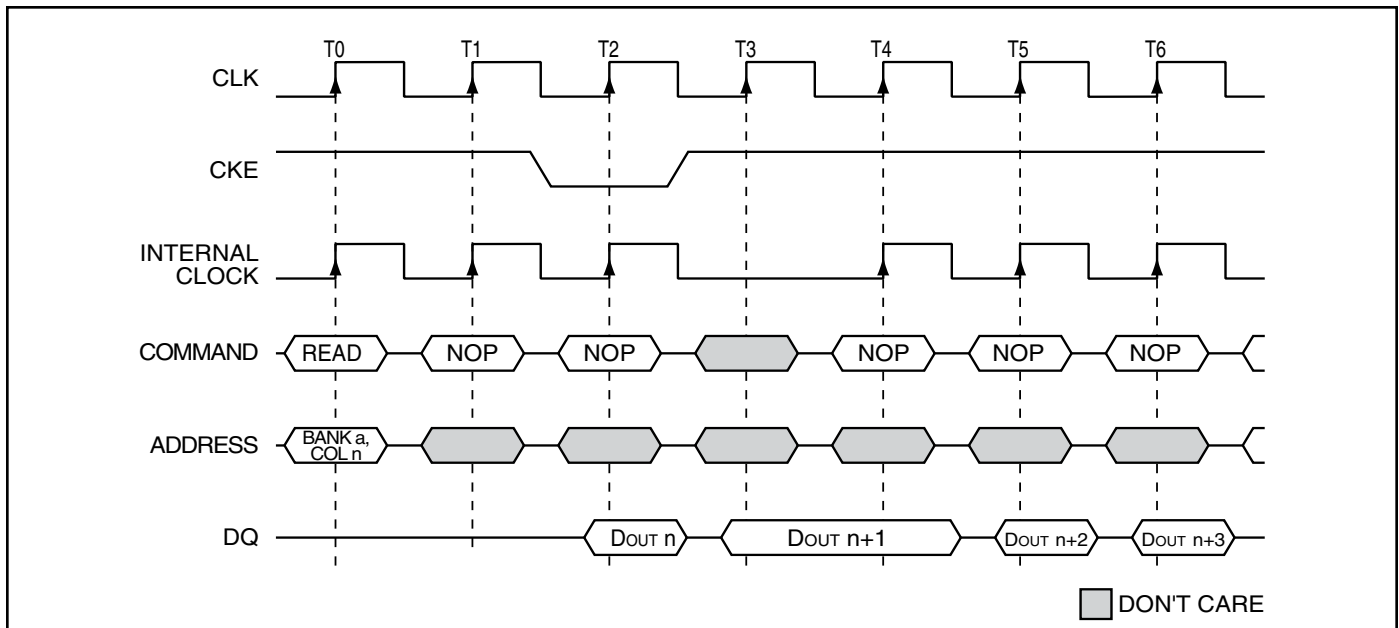 T0 T1 T2 T3 T4 T5 T6
CLK
CKE
INTERNAL
CLOCK
COMMAND READ NOP NOP NOP NOP NOP
ADDRESS BANK a,
COL n
DQ DOUT n DOUT n+1 DOUT n+2 DOUT n+3
DON'T CARE